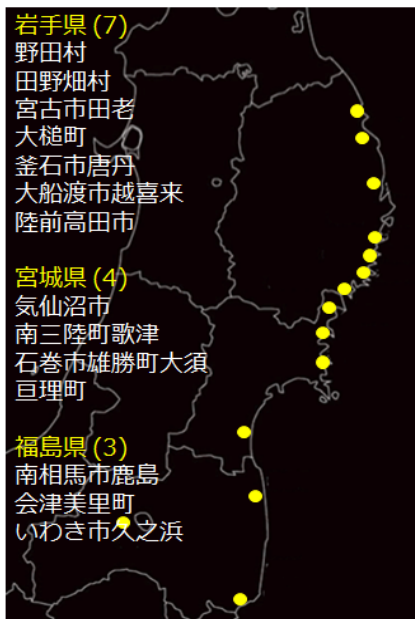 岩手県 (7)
野田村
田野畑村
宮古市田老
大槌町
釜石市唐丹
大船渡市越喜来
陸前高田市
宮城県 (4)
気仙沼市
南三陸町歌津
石巻市雄勝町大須
亘理町
福島県 (3)
南相馬市鹿島
会津美里町
いわき市久之浜